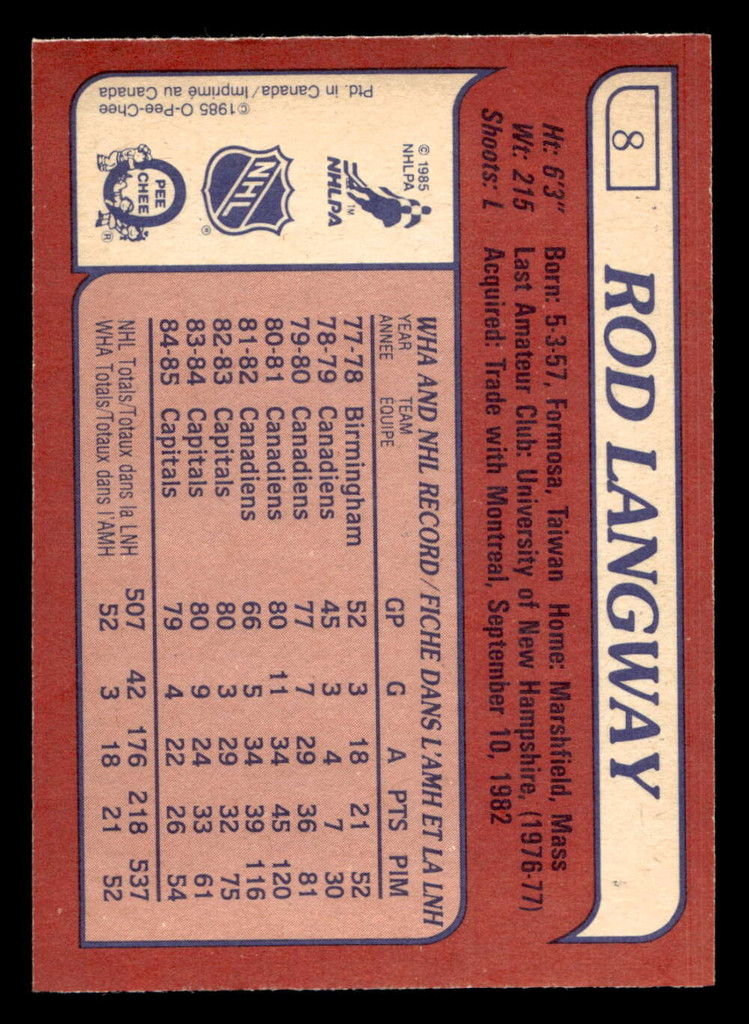 8
ROD LANGWAY
Ht: 6'3" Born: 5-3-57, Formosa, Taiwan Home: Marshfield, Mass
Wt: 215 Last Amateur Club: University of New Hampshire, (1976-77)
Shoots: L Acquired: Trade with Montreal, September 10, 1982
© 1985
NHLPA
NHLPA
TM
NHL
®
PEE
CHEE
®
©1985 O-Pee-Chee
Ptd. in Canada/Imprimé au Canada
WHA AND NHL RECORD/FICHE DANS L'AMH ET LA LNH
YEAR TEAM
ANNÉE ÉQUIPE GP G A PTS PIM
77-78 Birmingham 52 3 18 21 52
78-79 Canadiens 45 3 4 7 30
79-80 Canadiens 77 7 29 36 81
80-81 Canadiens 80 11 34 45 120
81-82 Canadiens 66 5 34 39 116
82-83 Capitals 80 3 29 32 75
83-84 Capitals 80 9 24 33 61
84-85 Capitals 79 4 22 26 54
NHL Totals/Totaux dans la LNH 507 42 176 218 537
WHA Totals/Totaux dans l'AMH 52 3 18 21 52